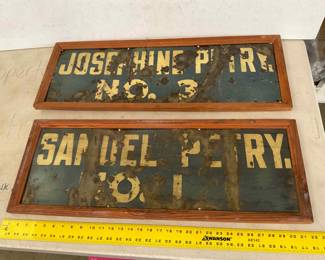 JOSEPHINE PETRY.
NO. 3
SAMUEL PETRY.
NO. 1
SWANSON